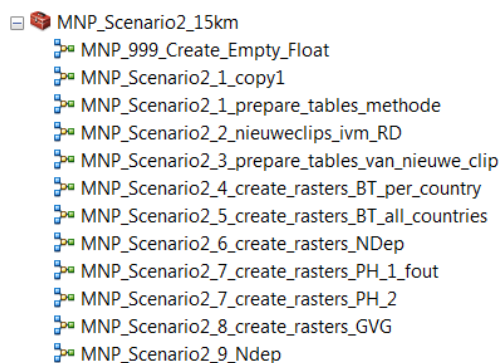 MNP_Scenario2_15km
MNP_999_Create_Empty_Float
MNP_Scenario2_1_copy1
MNP_Scenario2_1_prepare_tables_methode
MNP_Scenario2_2_nieuweclips_ivm_RD
MNP_Scenario2_3_prepare_tables_van_nieuwe_clip
MNP_Scenario2_4_create_rasters_BT_per_country
MNP_Scenario2_5_create_rasters_BT_all_countries
MNP_Scenario2_6_create_rasters_NDep
MNP_Scenario2_7_create_rasters_PH_1_fout
MNP_Scenario2_7_create_rasters_PH_2
MNP_Scenario2_8_create_rasters_GVG
MNP_Scenario2_9_Ndep